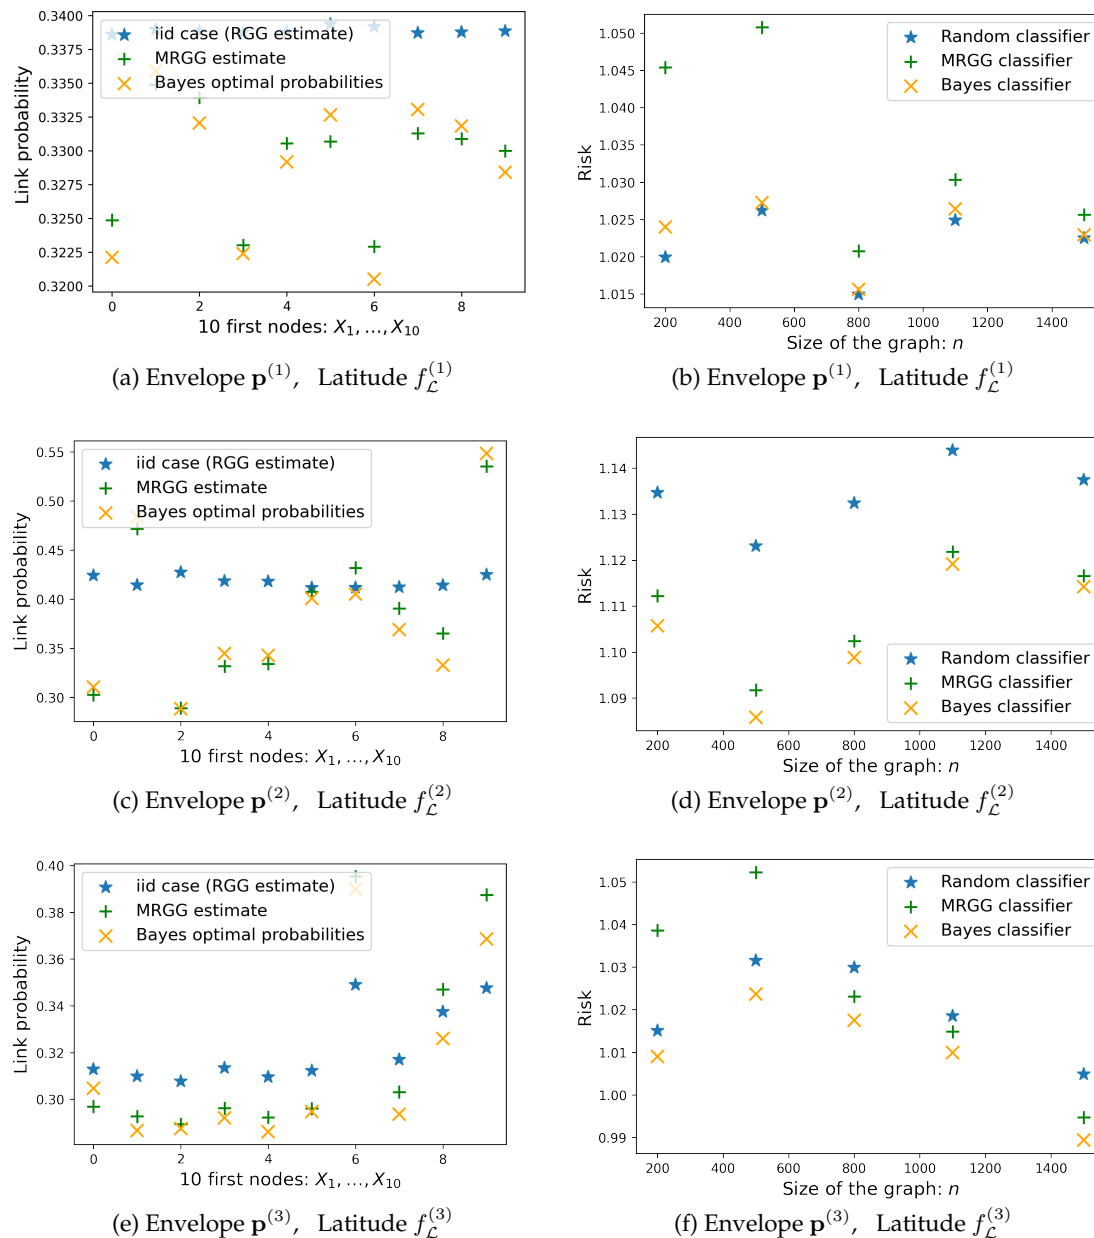 0.3400
0.3375
0.3350
0.3325
0.3300
0.3275
0.3250
0.3225
0.3200
Link probability
iid case (RGG estimate)
MRGG estimate
Bayes optimal probabilities
0 2 4 6 8
10 first nodes: X₁, ..., X₁₀
(a) Envelope p⁽¹⁾, Latitude f_ℒ⁽¹⁾
1.050
1.045
1.040
1.035
1.030
1.025
1.020
1.015
Risk
Random classifier
MRGG classifier
Bayes classifier
200 400 600 800 1000 1200 1400
Size of the graph: n
(b) Envelope p⁽¹⁾, Latitude f_ℒ⁽¹⁾
0.55
0.50
0.45
0.40
0.35
0.30
Link probability
iid case (RGG estimate)
MRGG estimate
Bayes optimal probabilities
0 2 4 6 8
10 first nodes: X₁, ..., X₁₀
(c) Envelope p⁽²⁾, Latitude f_ℒ⁽²⁾
1.14
1.13
1.12
1.11
1.10
1.09
Risk
Random classifier
MRGG classifier
Bayes classifier
200 400 600 800 1000 1200 1400
Size of the graph: n
(d) Envelope p⁽²⁾, Latitude f_ℒ⁽²⁾
0.40
0.38
0.36
0.34
0.32
0.30
Link probability
iid case (RGG estimate)
MRGG estimate
Bayes optimal probabilities
0 2 4 6 8
10 first nodes: X₁, ..., X₁₀
(e) Envelope p⁽³⁾, Latitude f_ℒ⁽³⁾
1.05
1.04
1.03
1.02
1.01
1.00
0.99
Risk
Random classifier
MRGG classifier
Bayes classifier
200 400 600 800 1000 1200 1400
Size of the graph: n
(f) Envelope p⁽³⁾, Latitude f_ℒ⁽³⁾